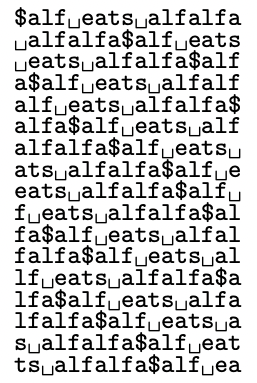 $alf␣eats␣alfalfa
␣alfalfa$alf␣eats
␣eats␣alfalfa$alf
a$alf␣eats␣alfalf
alf␣eats␣alfalfa$
alfa$alf␣eats␣alf
alfalfa$alf␣eats␣
ats␣alfalfa$alf␣e
eats␣alfalfa$alf␣
f␣eats␣alfalfa$al
fa$alf␣eats␣alfal
falfa$alf␣eats␣al
lf␣eats␣alfalfa$a
lfa$alf␣eats␣alfa
lfalfa$alf␣eats␣a
s␣alfalfa$alf␣eat
ts␣alfalfa$alf␣ea